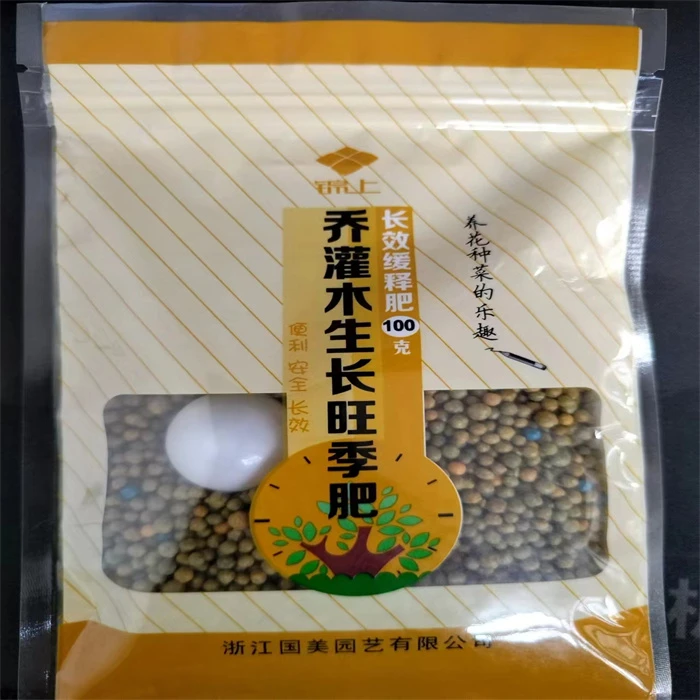 锦上
长效缓释肥
100
克
乔灌木生长旺季肥
便利 安全 长效
养花种菜的乐趣
浙江国美园艺有限公司